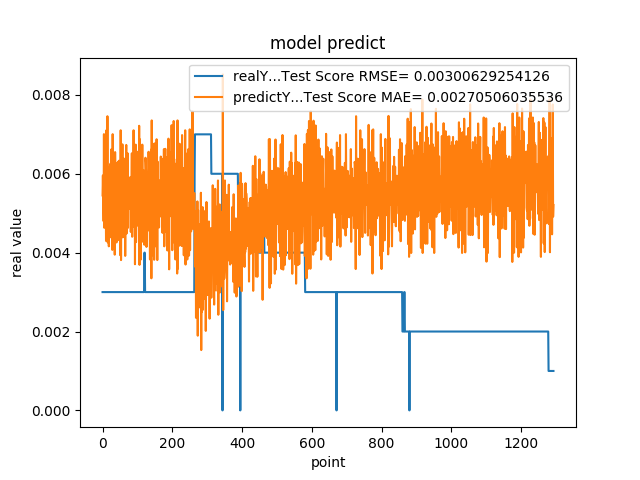 model predict
realY...Test Score RMSE= 0.00300629254126
predictY...Test Score MAE= 0.00270506035536
0.008
0.006
0.004
0.002
0.000
real value
0 200 400 600 800 1000 1200
point